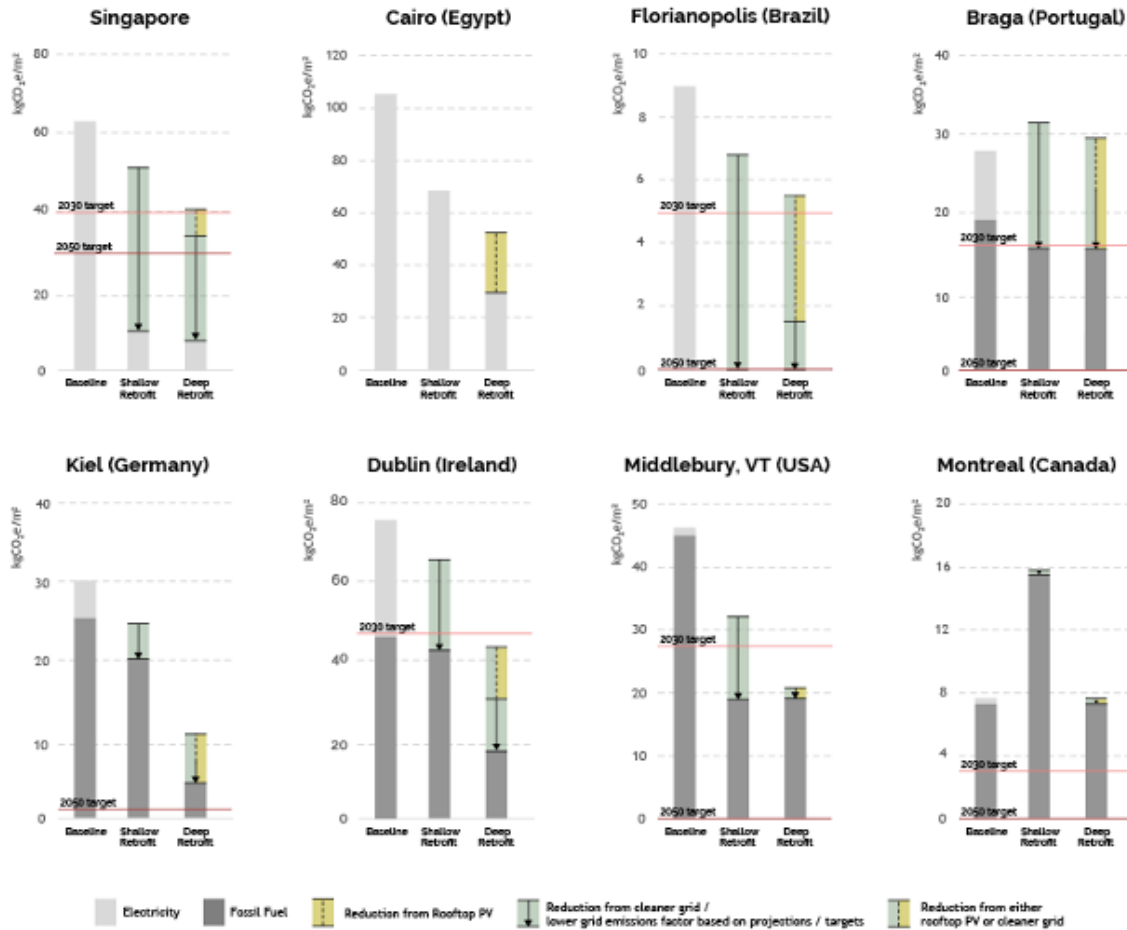 Singapore
kgCO₂e/m²
80
60
40
20
0
2030 target
2050 target
Baseline
Shallow
Retrofit
Deep
Retrofit
Cairo (Egypt)
kgCO₂e/m²
120
100
80
60
40
20
0
Baseline
Shallow
Retrofit
Deep
Retrofit
Florianopolis (Brazil)
kgCO₂e/m²
10
8
6
4
2
0
2030 target
2050 target
Baseline
Shallow
Retrofit
Deep
Retrofit
Braga (Portugal)
kgCO₂e/m²
40
30
20
10
0
2030 target
2050 target
Baseline
Shallow
Retrofit
Deep
Retrofit
Kiel (Germany)
kgCO₂e/m²
40
30
20
10
0
2050 target
Baseline
Shallow
Retrofit
Deep
Retrofit
Dublin (Ireland)
kgCO₂e/m²
80
60
40
20
0
2030 target
Baseline
Shallow
Retrofit
Deep
Retrofit
Middlebury, VT (USA)
kgCO₂e/m²
50
40
30
20
10
0
2030 target
2050 target
Baseline
Shallow
Retrofit
Deep
Retrofit
Montreal (Canada)
kgCO₂e/m²
20
16
12
8
4
0
2030 target
2050 target
Baseline
Shallow
Retrofit
Deep
Retrofit
Electricity
Fossil Fuel
Reduction from Rooftop PV
Reduction from cleaner grid /
lower grid emissions factor based on projections / targets
Reduction from either
rooftop PV or cleaner grid